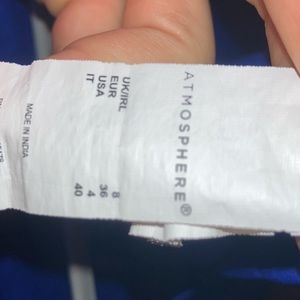 ATMOSPHERE®
UK/IRL 8
EUR 36
USA 4
IT 40
MADE IN INDIA